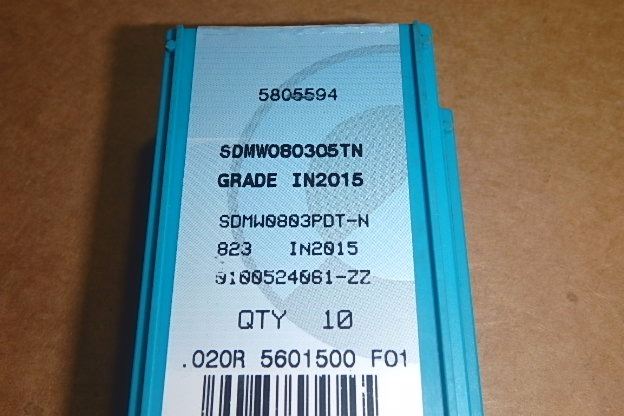 5805594
SDMW080305TN
GRADE IN2015
SDMW0803PDT-N
823 IN2015
9100524061-ZZ
QTY 10
.020R 5601500 F01